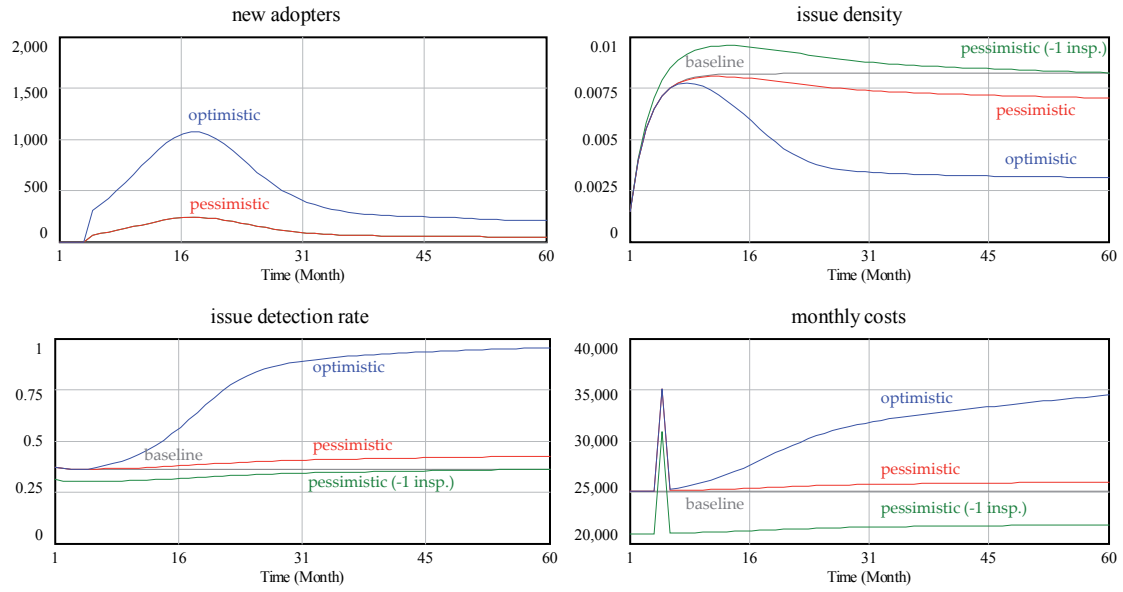 new adopters
2,000
1,500
1,000
500
0
optimistic
pessimistic
1 16 31 45 60
Time (Month)
issue density
0.01
0.0075
0.005
0.0025
0
pessimistic (-1 insp.)
baseline
pessimistic
optimistic
1 16 31 45 60
Time (Month)
issue detection rate
1
0.75
0.5
0.25
0
optimistic
pessimistic
baseline
pessimistic (-1 insp.)
1 16 31 45 60
Time (Month)
monthly costs
40,000
35,000
30,000
25,000
20,000
optimistic
pessimistic
baseline
pessimistic (-1 insp.)
1 16 31 45 60
Time (Month)